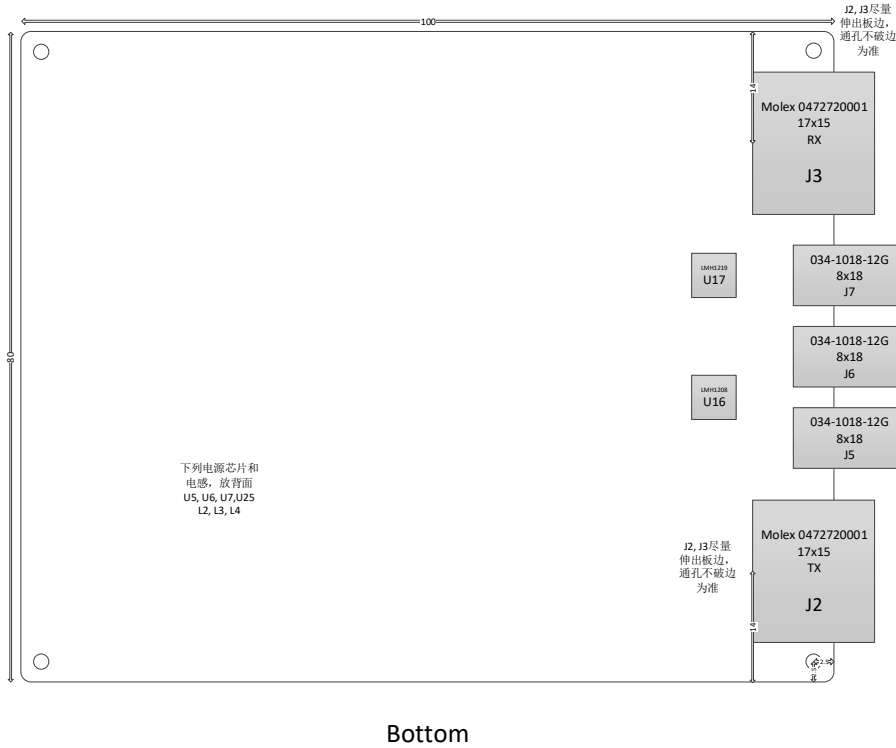 J2, J3尽量
伸出板边，
通孔不破边
为准
100
14
Molex 0472720001
17x15
RX
J3
LMH1219
U17
034-1018-12G
8x18
J7
034-1018-12G
8x18
J6
80
LMH1208
U16
034-1018-12G
8x18
J5
下列电源芯片和
电感，放背面
U5, U6, U7,U25
L2, L3, L4
J2, J3尽量
伸出板边，
通孔不破边
为准
Molex 0472720001
17x15
TX
J2
14
2.5
2.5
Bottom